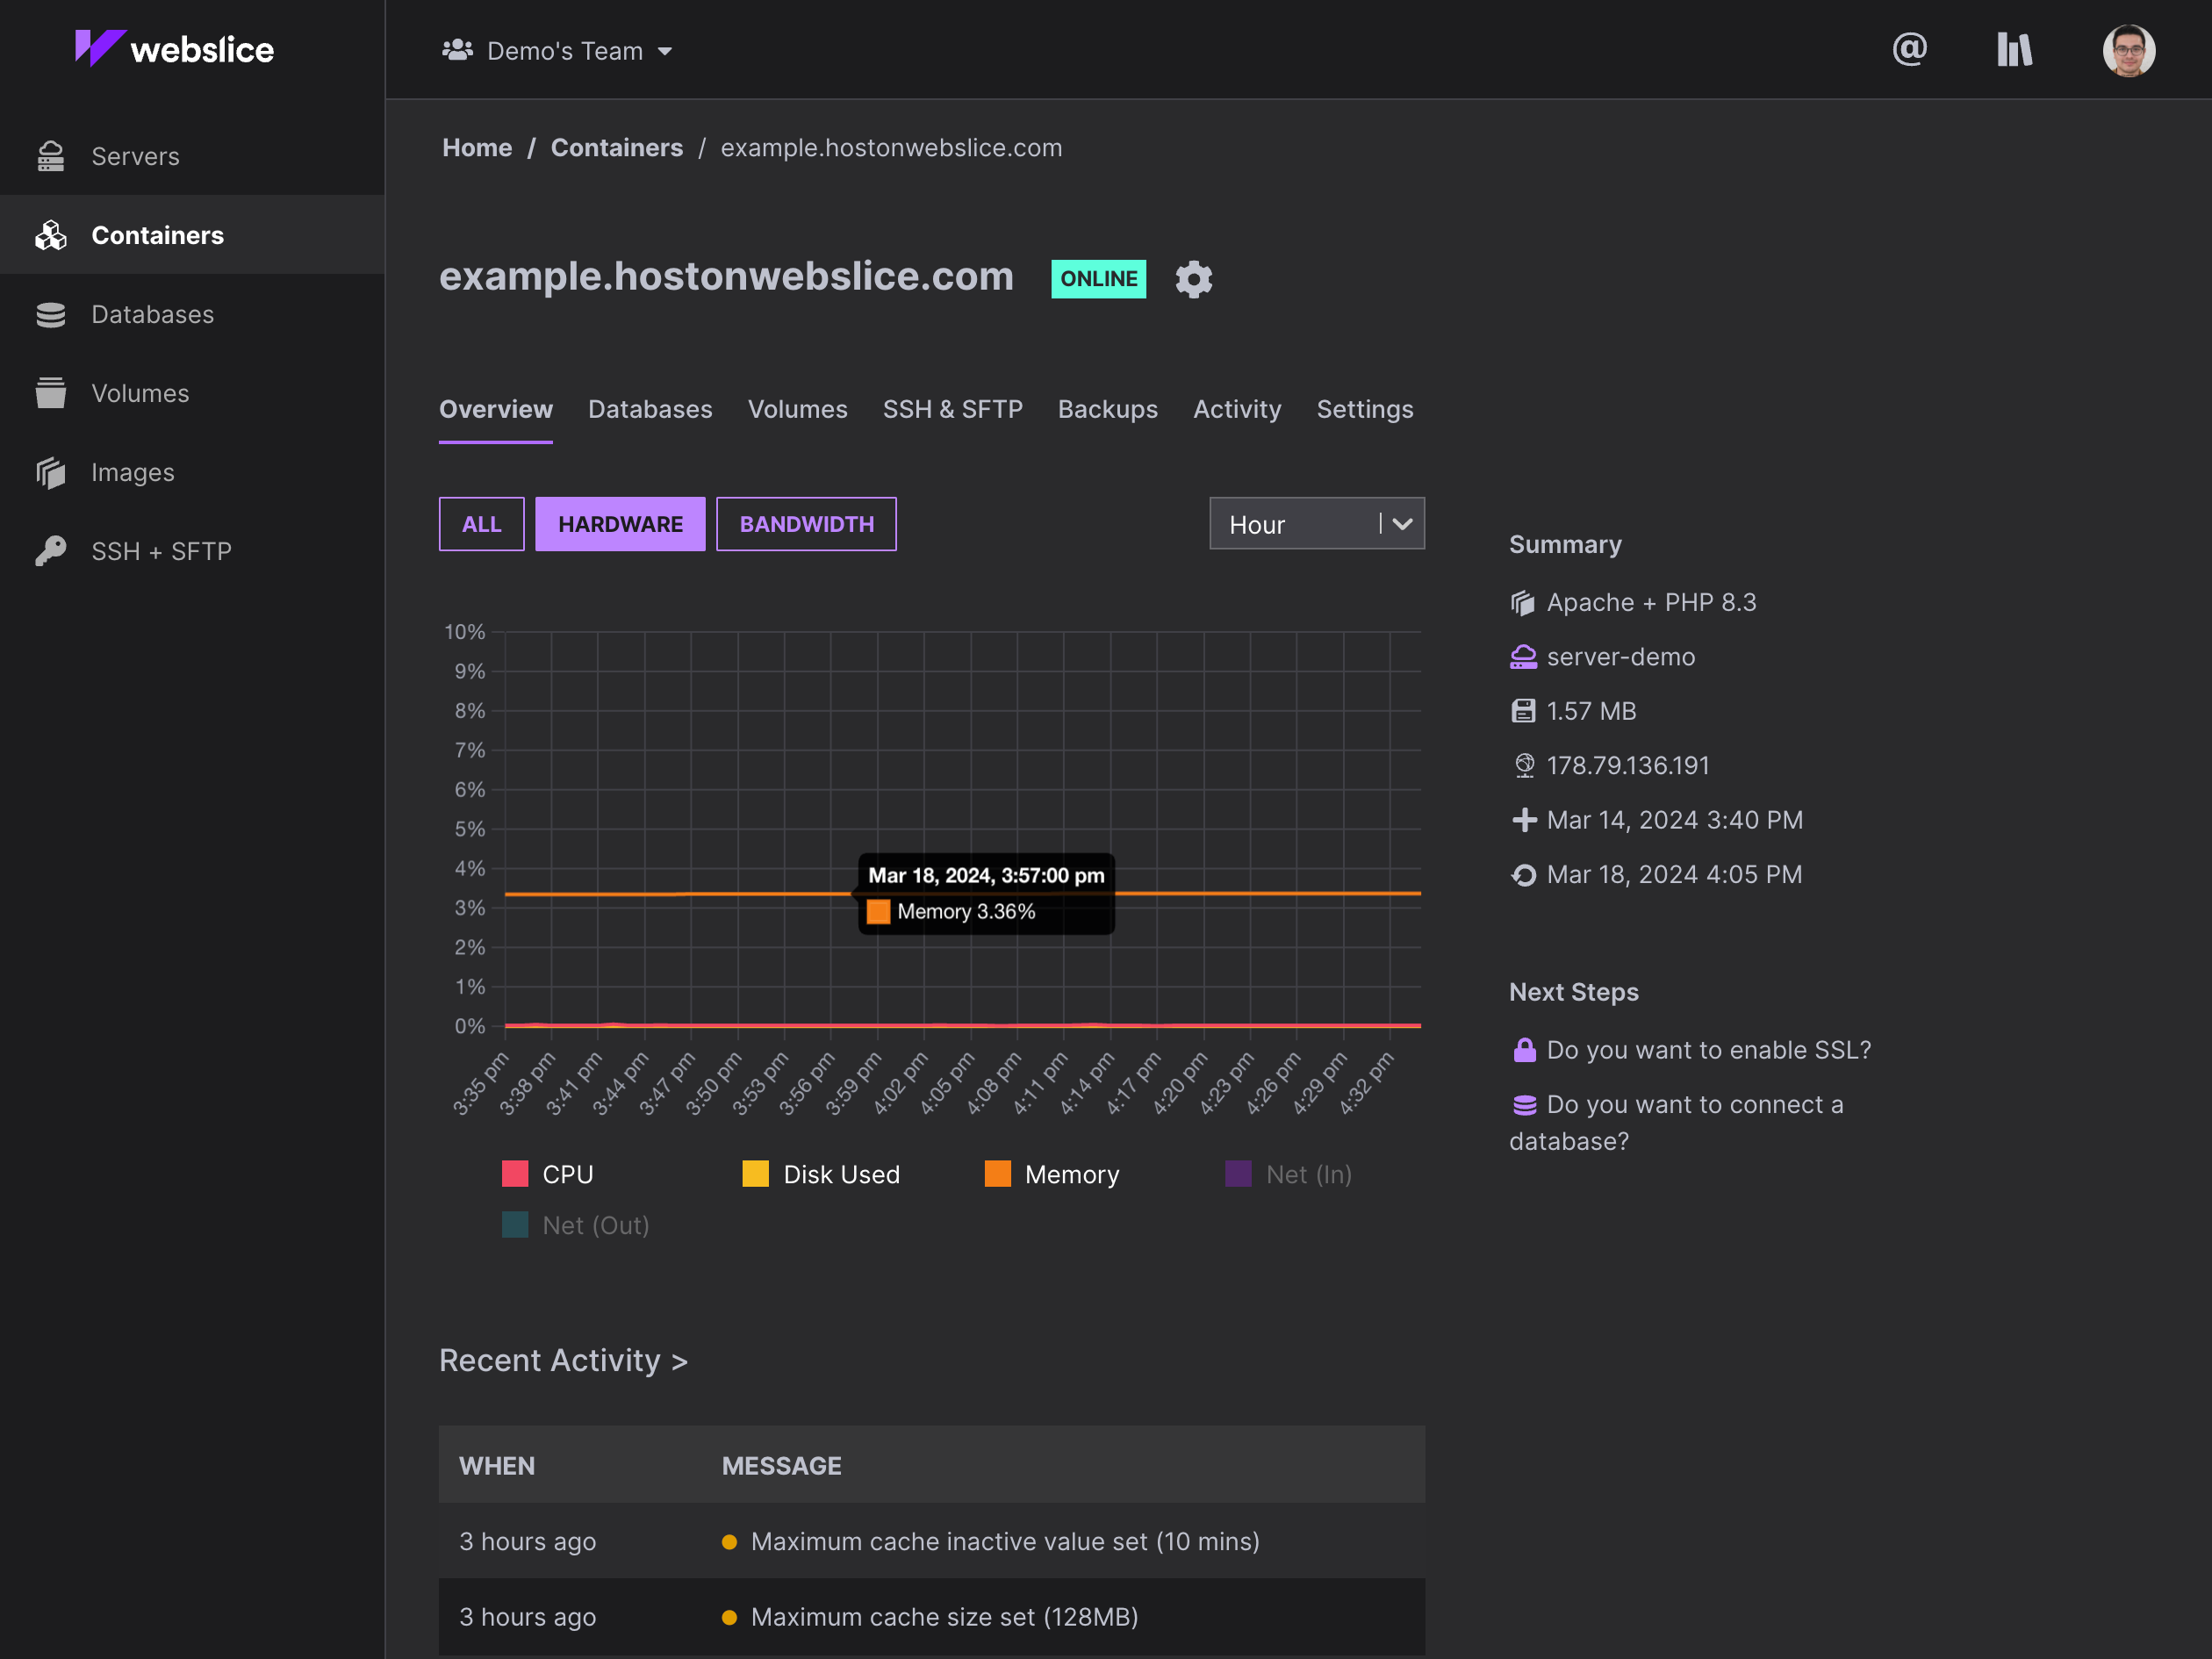 webslice
Demo's Team
@
Servers
Containers
Databases
Volumes
Images
SSH + SFTP
Home / Containers / example.hostonwebslice.com
example.hostonwebslice.com ONLINE
Overview Databases Volumes SSH & SFTP Backups Activity Settings
ALL HARDWARE BANDWIDTH Hour
10%
9%
8%
7%
6%
5%
4%
3%
2%
1%
0%
Mar 18, 2024, 3:57:00 pm
Memory 3.36%
3:35 pm 3:38 pm 3:41 pm 3:44 pm 3:47 pm 3:50 pm 3:53 pm 3:56 pm 3:59 pm 4:02 pm 4:05 pm 4:08 pm 4:11 pm 4:14 pm 4:17 pm 4:20 pm 4:23 pm 4:26 pm 4:29 pm 4:32 pm
CPU Disk Used Memory Net (In)
Net (Out)
Summary
Apache + PHP 8.3
server-demo
1.57 MB
178.79.136.191
Mar 14, 2024 3:40 PM
Mar 18, 2024 4:05 PM
Next Steps
Do you want to enable SSL?
Do you want to connect a
database?
Recent Activity >
WHEN MESSAGE
3 hours ago Maximum cache inactive value set (10 mins)
3 hours ago Maximum cache size set (128MB)